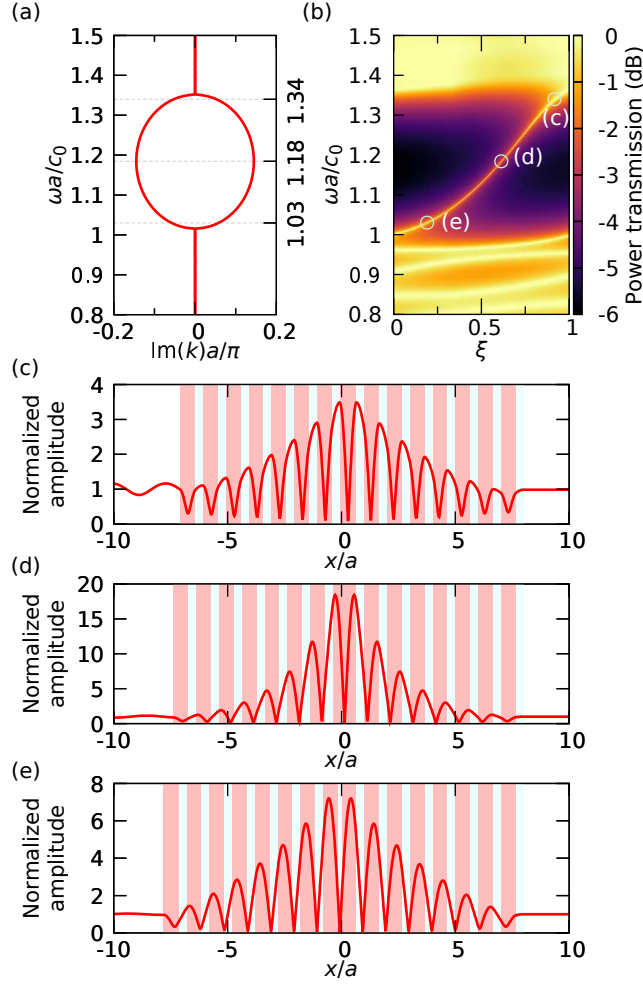 (a)
ωa/c₀
1.5
1.4
1.3
1.2
1.1
1
0.9
0.8
1.34
1.18
1.03
-0.2 0 0.2
Im(k)a/π
(b)
ωa/c₀
1.5
1.4
1.3
1.2
1.1
1
0.9
0.8
(c)
(d)
(e)
0 0.5 1
ξ
0
-1
-2
-3
-4
-5
-6
Power transmission (dB)
(c)
Normalized
amplitude
4
3
2
1
0
-10 -5 0 5 10
x/a
(d)
Normalized
amplitude
20
15
10
5
0
-10 -5 0 5 10
x/a
(e)
Normalized
amplitude
8
6
4
2
0
-10 -5 0 5 10
x/a